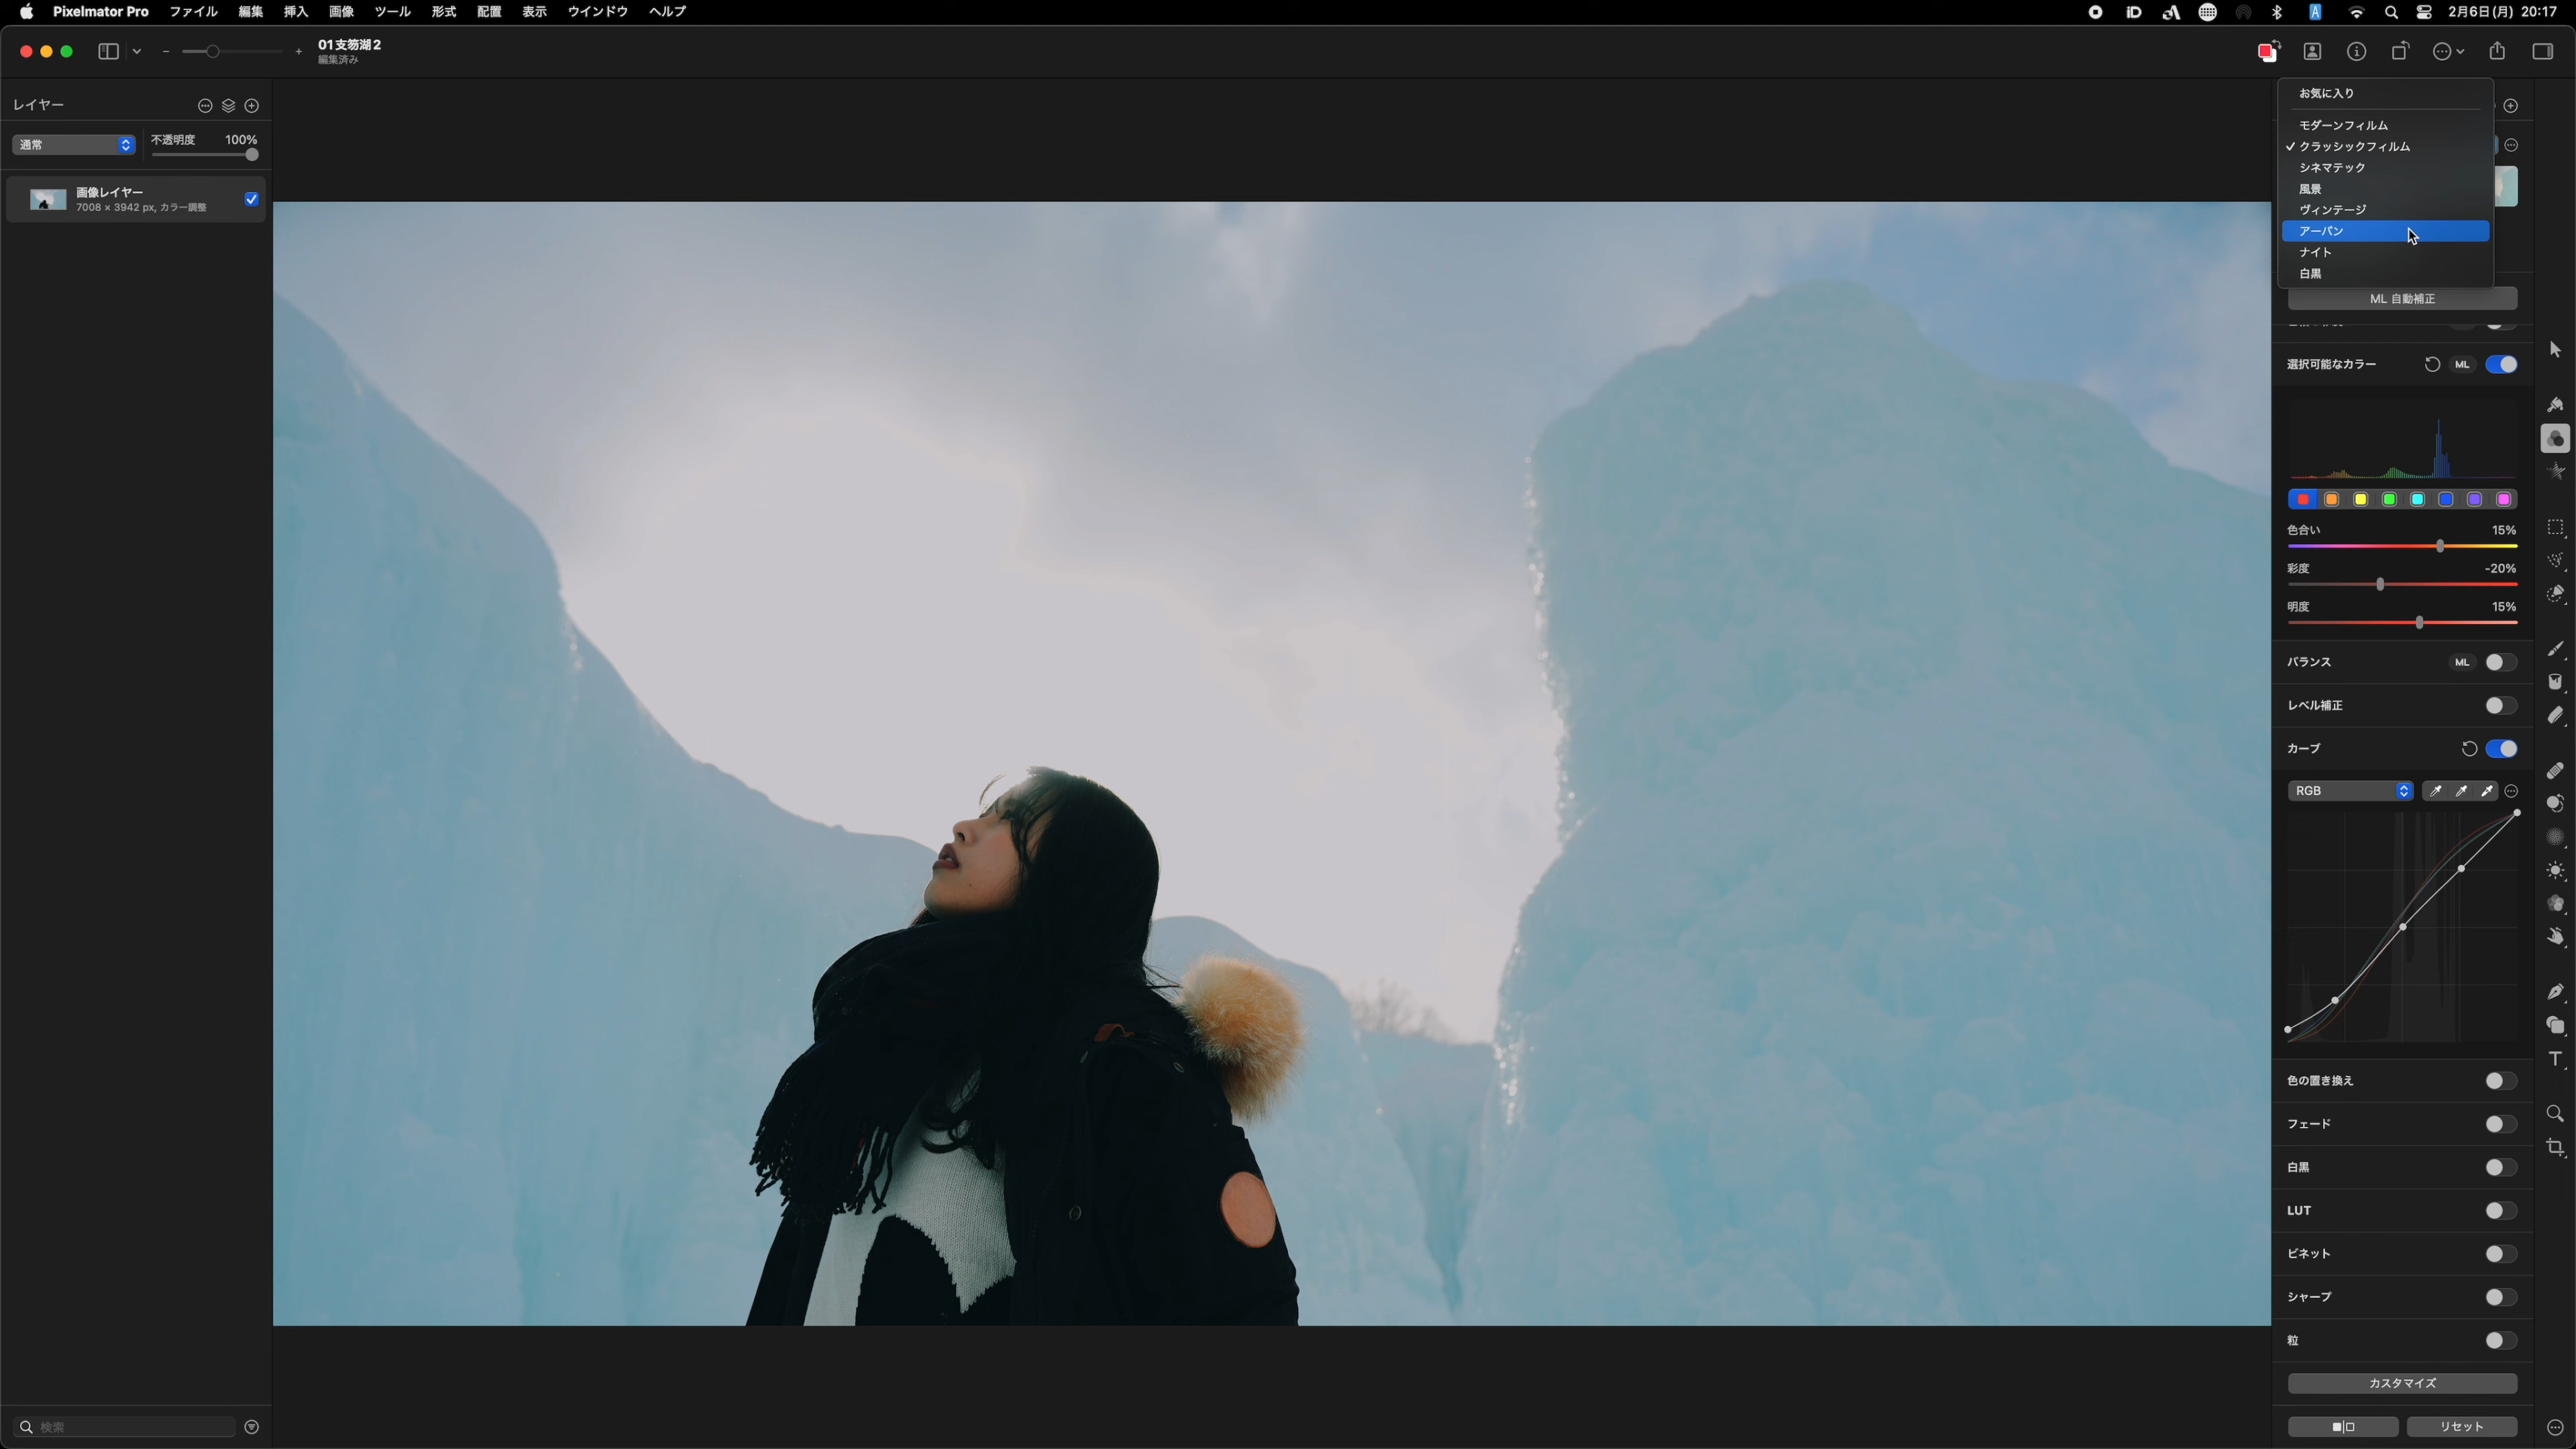 Pixelmator Pro ファイル 編集 挿入 画像 ツール 形式 配置 表示 ウインドウ ヘルプ
iD A 2月6日(月) 20:17
01支笏湖2
編集済み
レイヤー
通常 不透明度 100%
画像レイヤー
7008 × 3942 px, カラー調整
検索
お気に入り
モダーンフィルム
✓ クラッシックフィルム
シネマテック
風景
ヴィンテージ
アーバン
ナイト
白黒
ML 自動補正
選択可能なカラー ML
色合い 15%
彩度 -20%
明度 15%
バランス ML
レベル補正
カーブ
RGB
色の置き換え
フェード
白黒
LUT
ビネット
シャープ
粒
カスタマイズ
リセット